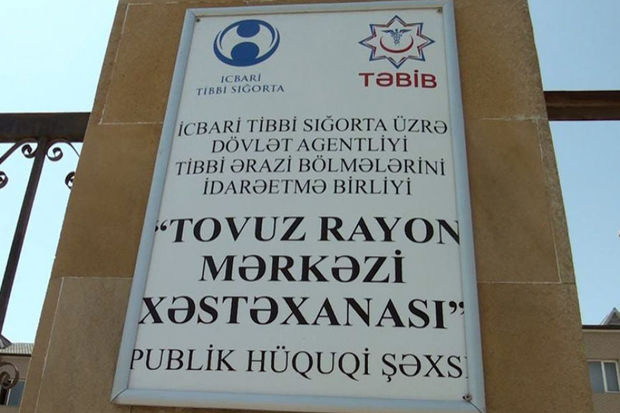 İCBARİ
TİBBİ SIĞORTA
TƏBİB
İCBARİ TİBBİ SIĞORTA ÜZRƏ
DÖVLƏT AGENTLİYİ
TİBBİ ƏRAZİ BÖLMƏLƏRİNİ
İDARƏETMƏ BİRLİYİ
“TOVUZ RAYON
MƏRKƏZİ
XƏSTƏXANASI”
PUBLİK HÜQUQİ ŞƏXS